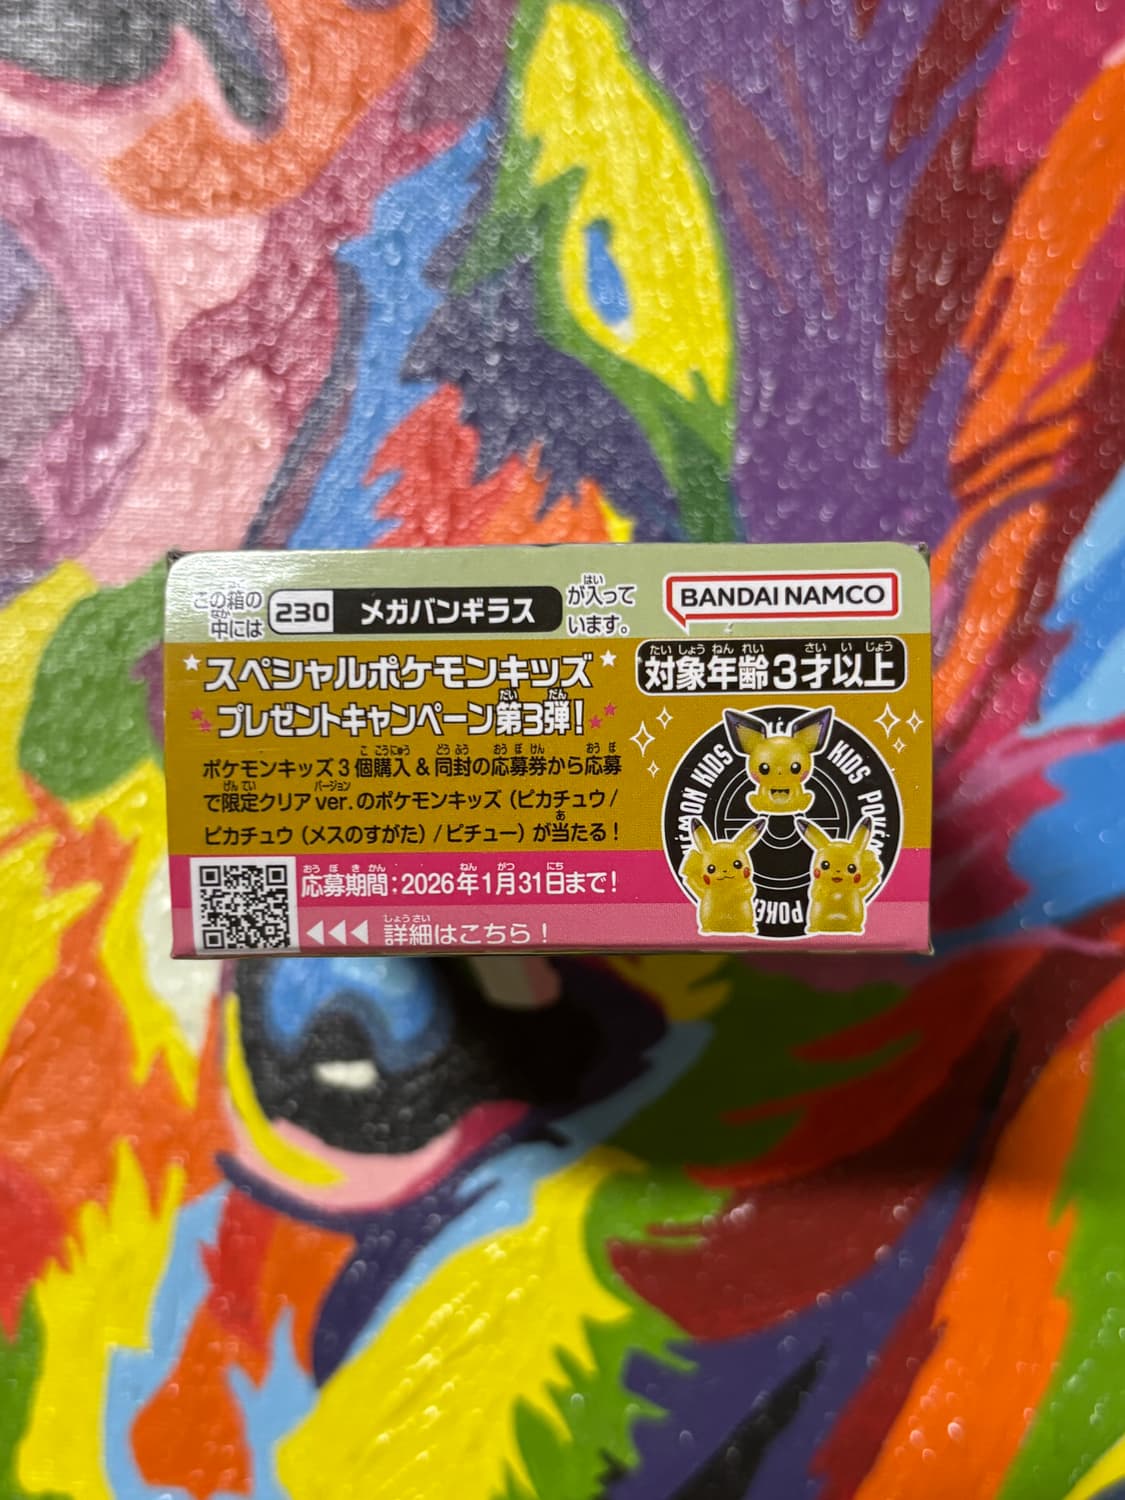 この箱の中には 230 メガバンギラス が入っています。
BANDAI NAMCO
対象年齢3才以上
スペシャルポケモンキッズ
プレゼントキャンペーン第3弾!
ポケモンキッズ3個購入&同封の応募券から応募
で限定クリアver.のポケモンキッズ(ピカチュウ/
ピカチュウ(メスのすがた)/ピチュー)が当たる!
応募期間:2026年1月31日まで!
詳細はこちら!
KIDS POKÉ